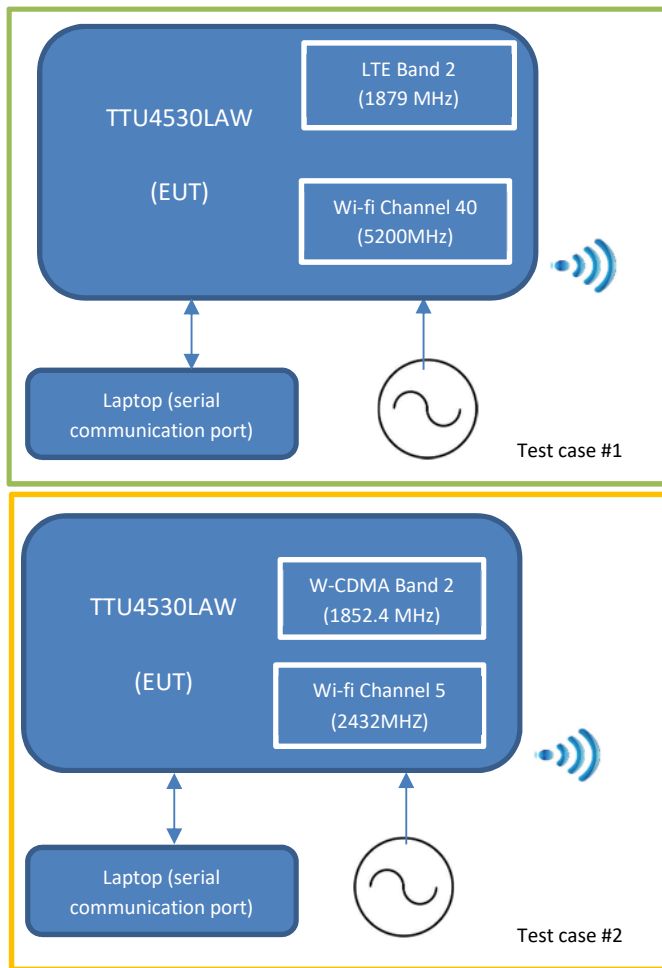 TTU4530LAW
(EUT)
LTE Band 2
(1879 MHz)
Wi-fi Channel 40
(5200MHz)
Laptop (serial
communication port)
Test case #1
TTU4530LAW
(EUT)
W-CDMA Band 2
(1852.4 MHz)
Wi-fi Channel 5
(2432MHZ)
Laptop (serial
communication port)
Test case #2